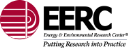 EERC
Energy & Environmental Research Center®
Putting Research into Practice